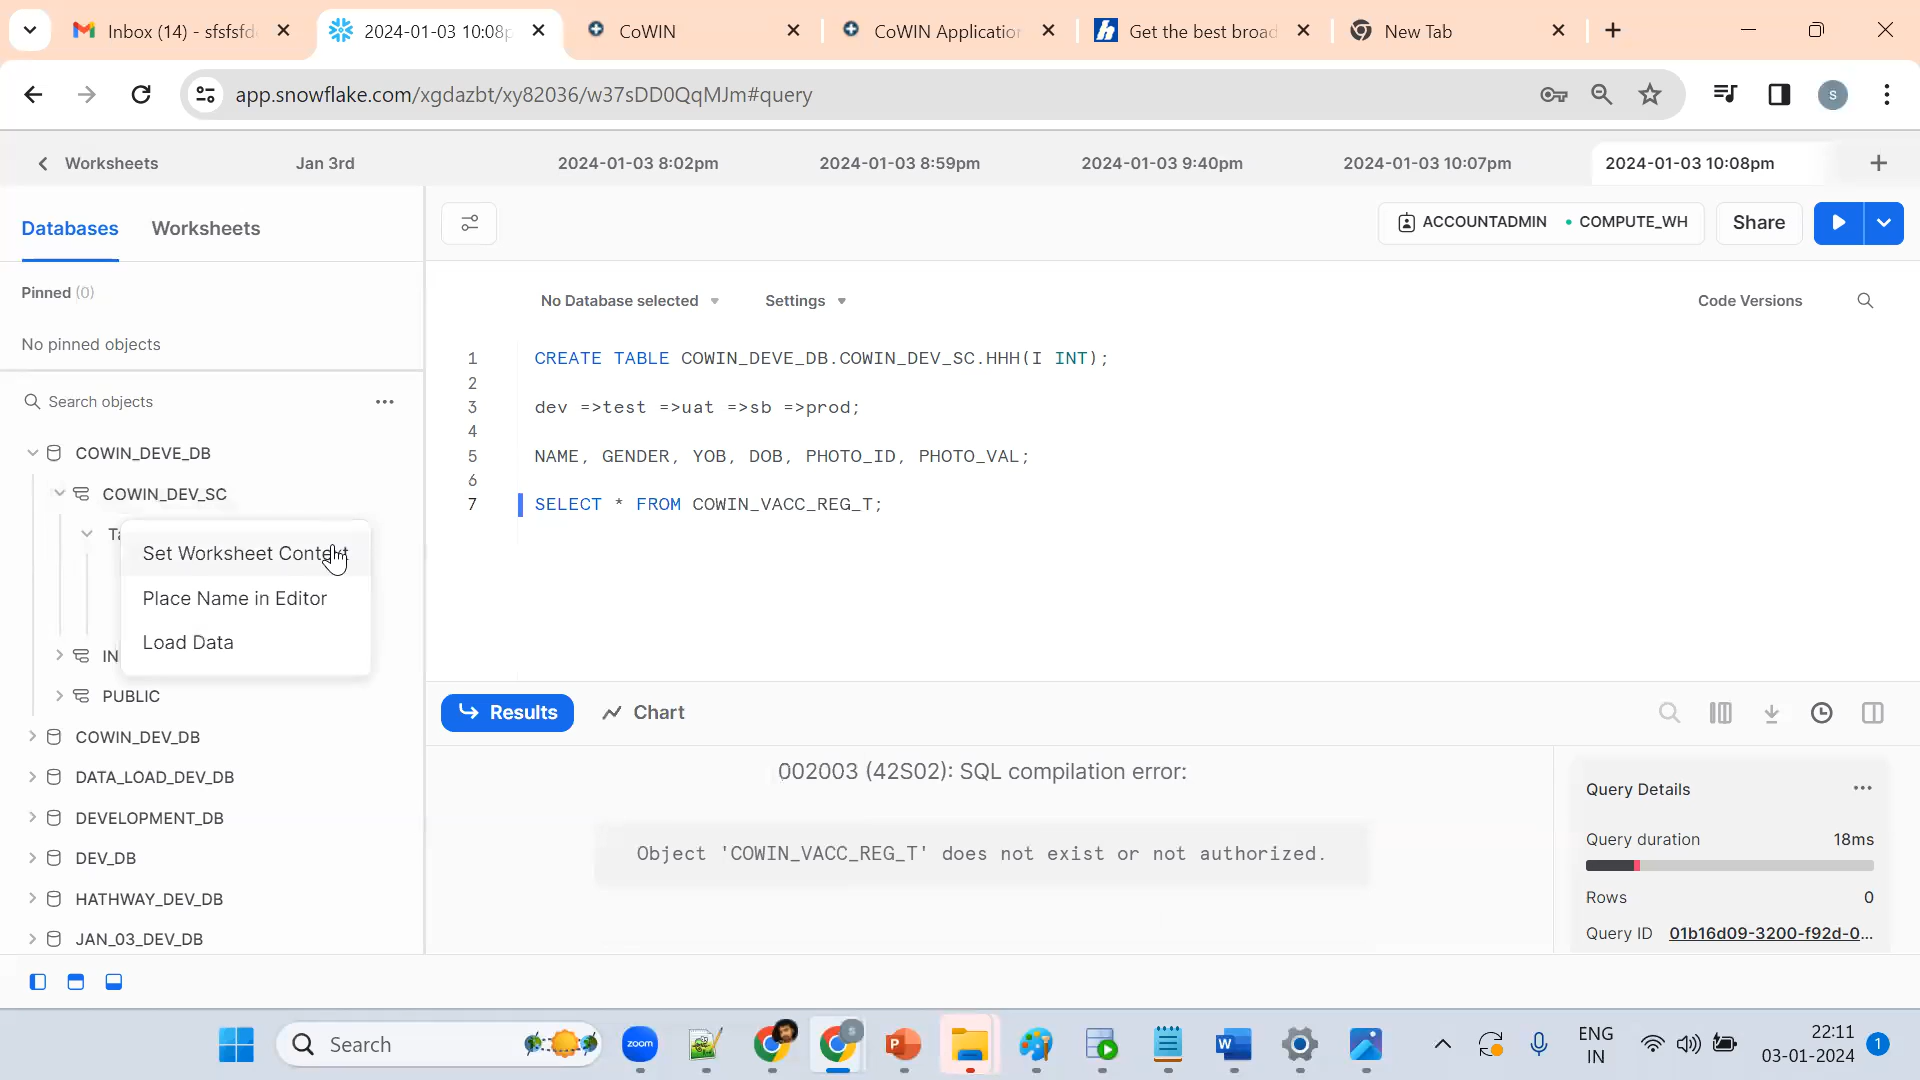 Inbox (14) - sfsfsfd
2024-01-03 10:08p
CoWIN
CoWIN Application
Get the best broad
New Tab
app.snowflake.com/xgdazbt/xy82036/w37sDD0QqMJm#query
S
Worksheets
Jan 3rd
2024-01-03 8:02pm
2024-01-03 8:59pm
2024-01-03 9:40pm
2024-01-03 10:07pm
2024-01-03 10:08pm
Databases
Worksheets
ACCOUNTADMIN
COMPUTE_WH
Share
Pinned (0)
No pinned objects
No Database selected
Settings
Code Versions
Search objects
COWIN_DEVE_DB
COWIN_DEV_SC
Ta
Set Worksheet Context
Place Name in Editor
Load Data
IN
PUBLIC
COWIN_DEV_DB
DATA_LOAD_DEV_DB
DEVELOPMENT_DB
DEV_DB
HATHWAY_DEV_DB
JAN_03_DEV_DB
1 CREATE TABLE COWIN_DEVE_DB.COWIN_DEV_SC.HHH(I INT);
2
3 dev =>test =>uat =>sb =>prod;
4
5 NAME, GENDER, YOB, DOB, PHOTO_ID, PHOTO_VAL;
6
7 SELECT * FROM COWIN_VACC_REG_T;
Results
Chart
002003 (42S02): SQL compilation error:
Object 'COWIN_VACC_REG_T' does not exist or not authorized.
Query Details
Query duration 18ms
Rows 0
Query ID 01b16d09-3200-f92d-0...
Search
zoom
S
P
W
ENG
IN
22:11
03-01-2024
1